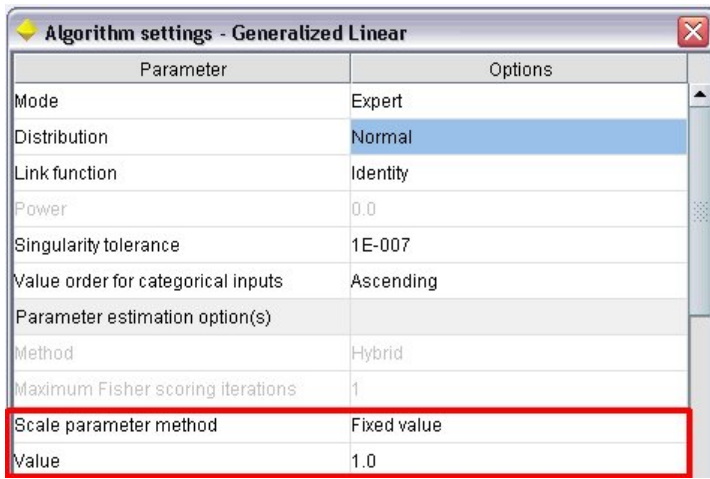 Algorithm settings - Generalized Linear
Parameter Options
Mode Expert
Distribution Normal
Link function Identity
Power 0.0
Singularity tolerance 1E-007
Value order for categorical inputs Ascending
Parameter estimation option(s)
Method Hybrid
Maximum Fisher scoring iterations 1
Scale parameter method Fixed value
Value 1.0